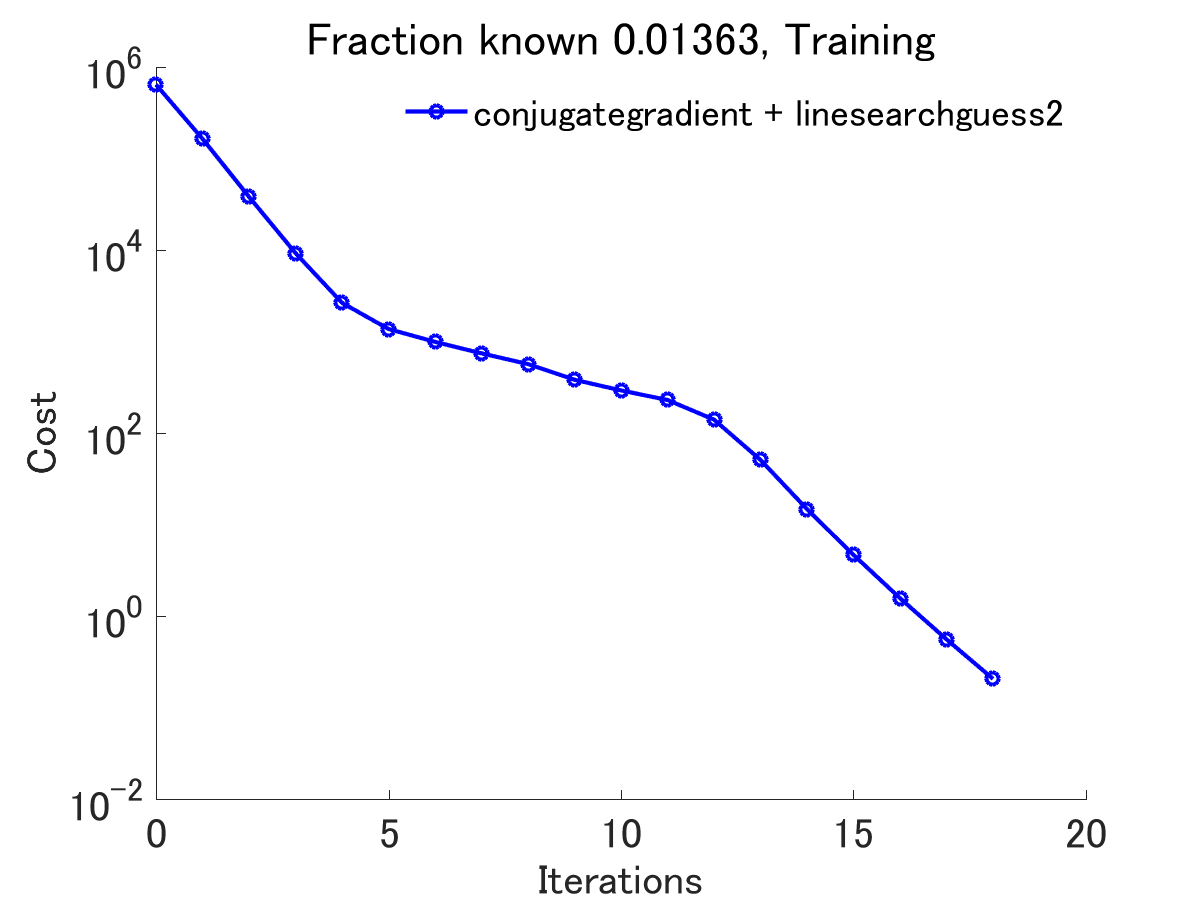 Fraction known 0.01363, Training
conjugategradient + linesearchguess2
10^6
10^4
10^2
10^0
10^-2
Cost
0 5 10 15 20
Iterations